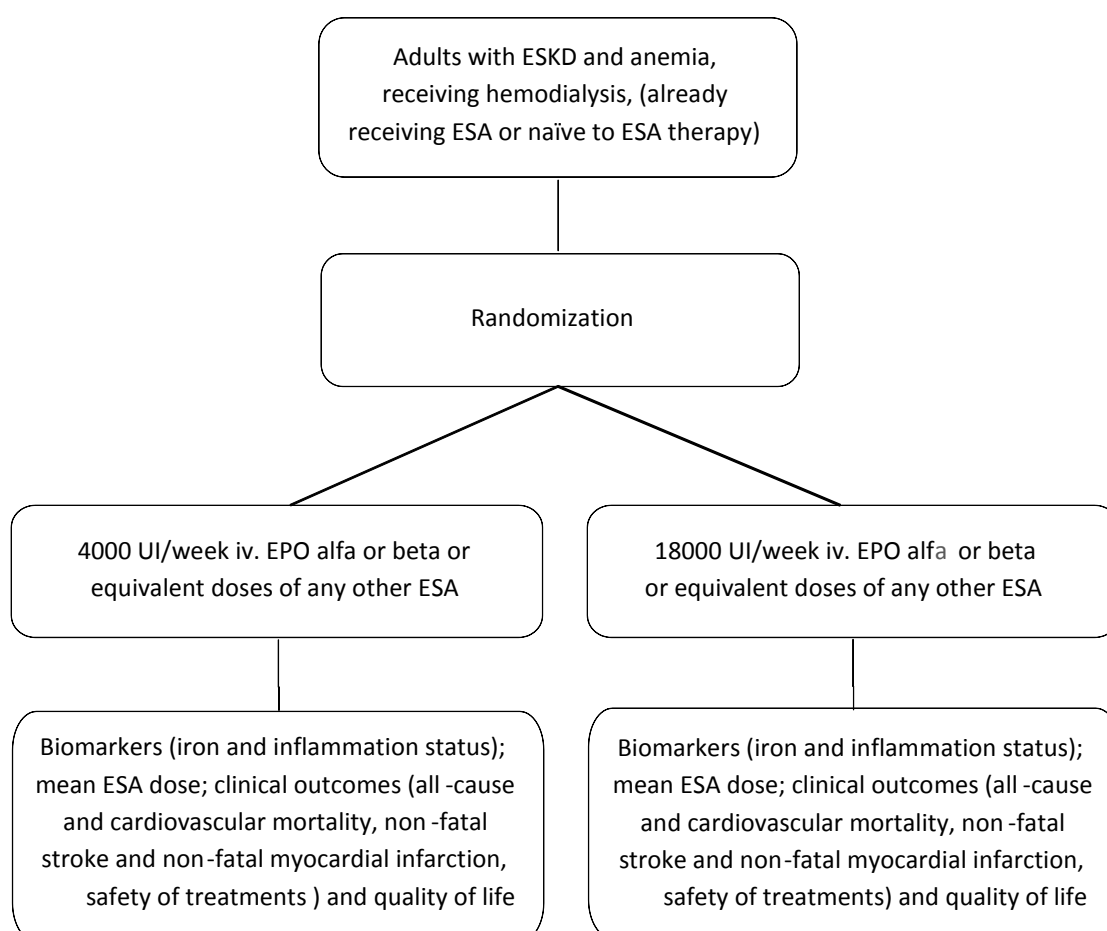 Adults with ESKD and anemia,
receiving hemodialysis, (already
receiving ESA or naïve to ESA therapy)
Randomization
4000 UI/week iv. EPO alfa or beta or
equivalent doses of any other ESA
18000 UI/week iv. EPO alfa or beta
or equivalent doses of any other ESA
Biomarkers (iron and inflammation status);
mean ESA dose; clinical outcomes (all -cause
and cardiovascular mortality, non -fatal
stroke and non-fatal myocardial infarction,
safety of treatments ) and quality of life
Biomarkers (iron and inflammation status);
mean ESA dose; clinical outcomes (all -cause
and cardiovascular mortality, non -fatal
stroke and non-fatal myocardial infarction,
safety of treatments) and quality of life